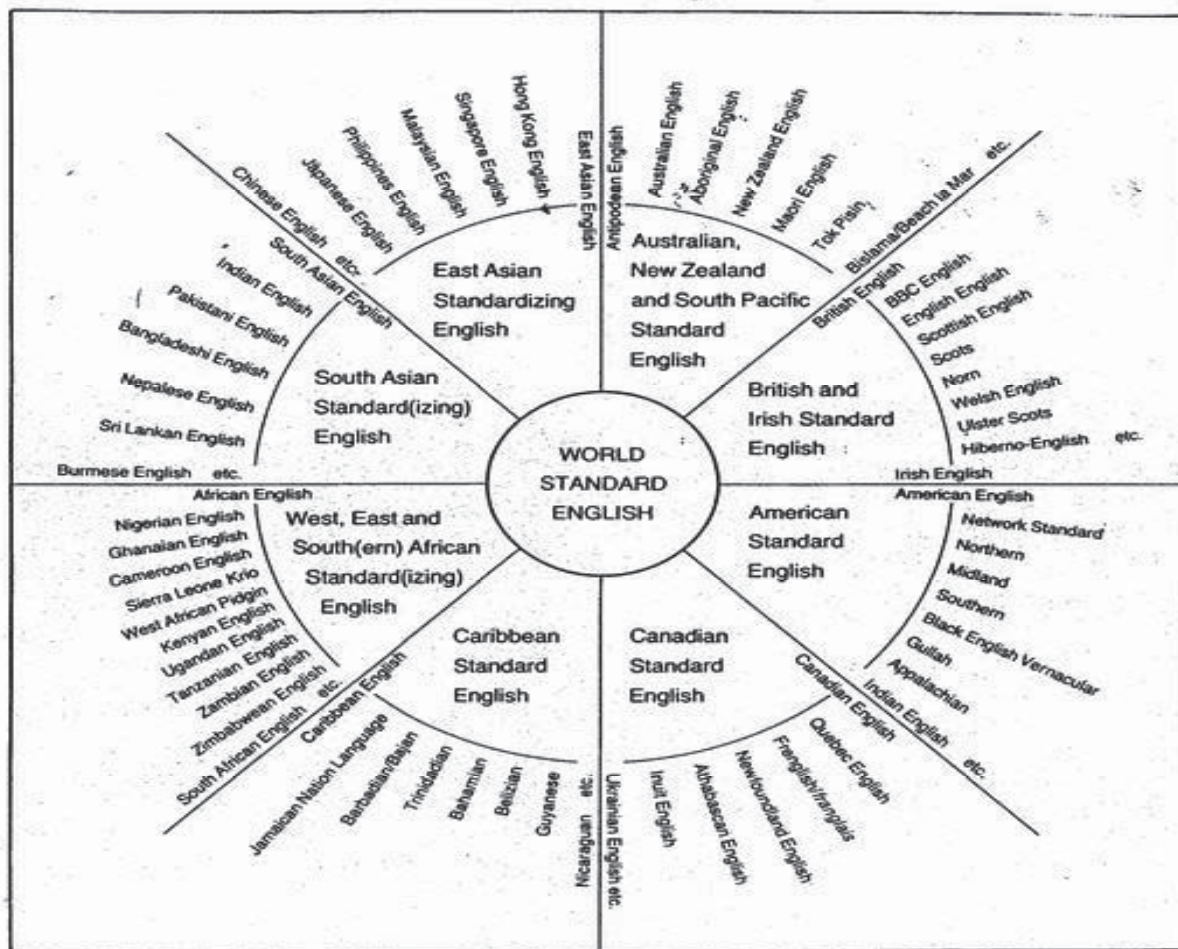 WORLD
STANDARD
ENGLISH
East Asian
Standardizing
English
East Asian English
Hong Kong English
Singapore English
Malaysian English
Philippines English
Japanese English
Chinese English etc.
Australian,
New Zealand
and South Pacific
Standard
English
Antipodean English
Australian English
Aboriginal English
New Zealand English
Maori English
Tok Pisin
Bislama/Beach la Mar etc.
British and
Irish Standard
English
British English
BBC English
English English
Scottish English
Scots
Norn
Welsh English
Ulster Scots
Hiberno-English etc.
Irish English
American
Standard
English
American English
Network Standard
Northern
Midland
Southern
Black English Vernacular
Gullah
Appalachian
Indian English etc.
Canadian
Standard
English
Canadian English
Quebec English
Frenglish/franglais
Newfoundland English
Athabascan English
Inuit English
Ukrainian English etc.
Caribbean
Standard
English
Caribbean English
Jamaican Nation Language
Barbadian/Bajan
Trinidadian
Bahamian
Belizian
Guyanese
Nicaraguan etc.
West, East and
South(ern) African
Standard(izing)
English
African English
Nigerian English
Ghanaian English
Cameroon English
Sierra Leone Krio
West African Pidgin
Kenyan English
Ugandan English
Tanzanian English
Zambian English
Zimbabwean English
South African English etc.
South Asian
Standard(izing)
English
South Asian English
Indian English
Pakistani English
Bangladeshi English
Nepalese English
Sri Lankan English
Burmese English etc.